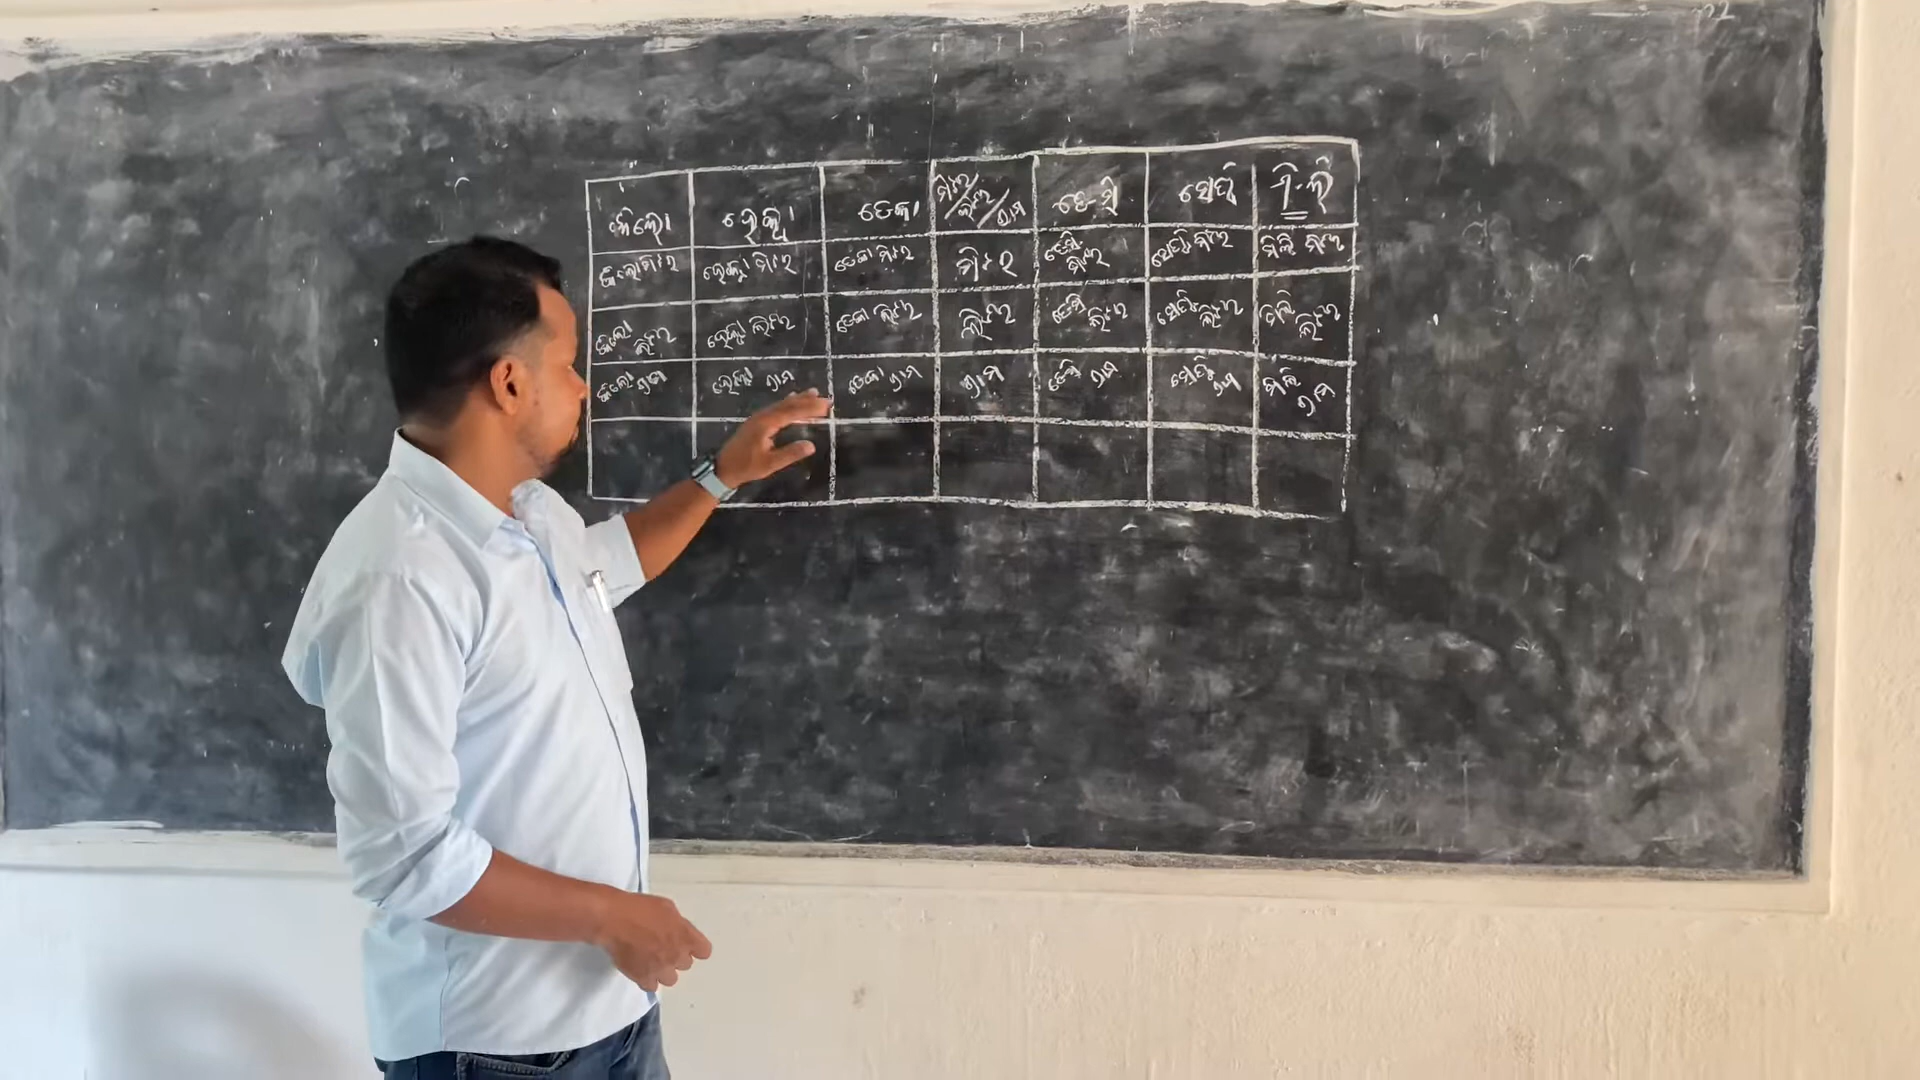 କିଲୋ ହେକ୍ଟୋ ଡେକା ମିଟର/ଲିଟର/ଗ୍ରାମ ଡେସି ସେଣ୍ଟି ମିଲି
କିଲୋମିଟର ହେକ୍ଟୋ ମିଟର ଡେକା ମିଟର ମିଟର ଡେସି ମିଟର ସେଣ୍ଟି ମିଟର ମିଲି ମିଟର
କିଲୋ ଲିଟର ହେକ୍ଟୋ ଲିଟର ଡେକା ଲିଟର ଲିଟର ଡେସି ଲିଟର ସେଣ୍ଟି ଲିଟର ମିଲି ଲିଟର
କିଲୋ ଗ୍ରାମ ହେକ୍ଟୋ ଗ୍ରାମ ଡେକା ଗ୍ରାମ ଗ୍ରାମ ଡେସି ଗ୍ରାମ ସେଣ୍ଟି ଗ୍ରାମ ମିଲି ଗ୍ରାମ